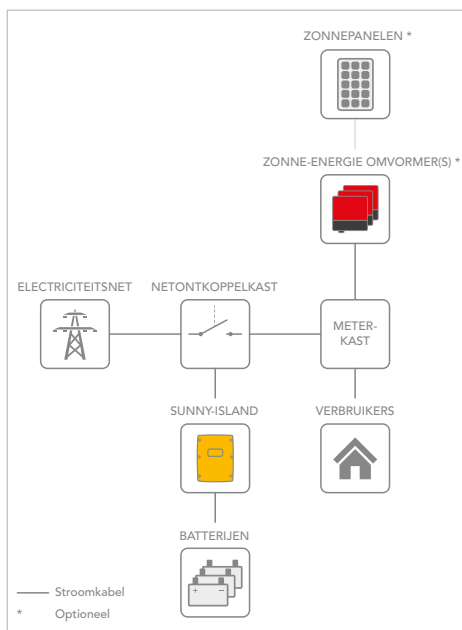 ZONNEPANELEN *
ZONNE-ENERGIE OMVORMER(S) *
ELECTRICITEITSNET
NETONTKOPPELKAST
METER-
KAST
SUNNY-ISLAND
VERBRUIKERS
BATTERIJEN
+ −
Stroomkabel
* Optioneel